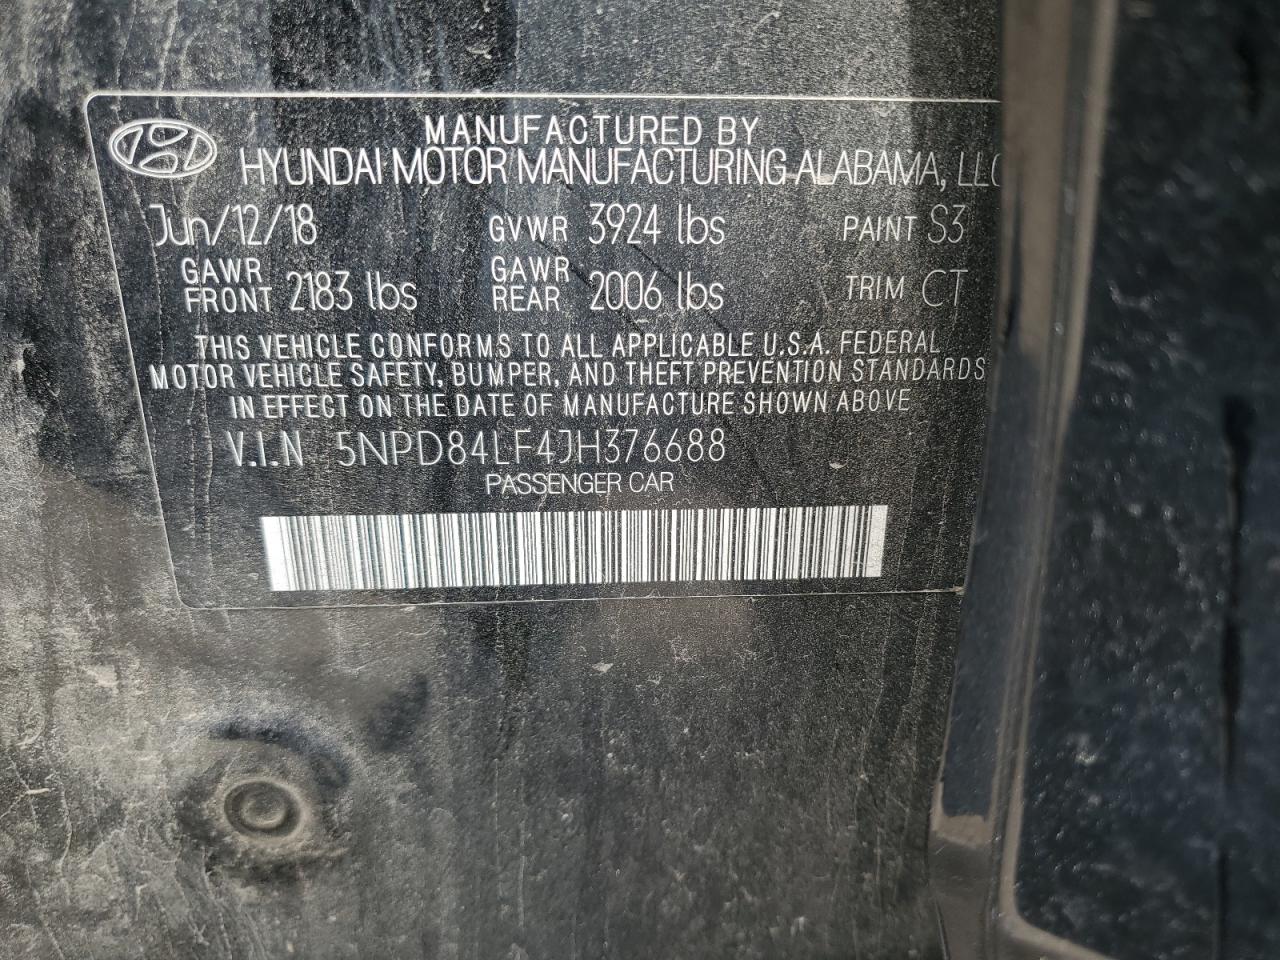 MANUFACTURED BY
HYUNDAI MOTOR MANUFACTURING ALABAMA, LLC
Jun/12/18 GVWR 3924 lbs PAINT S3
GAWR FRONT 2183 lbs GAWR REAR 2006 lbs TRIM CT
THIS VEHICLE CONFORMS TO ALL APPLICABLE U.S.A. FEDERAL
MOTOR VEHICLE SAFETY, BUMPER, AND THEFT PREVENTION STANDARDS
IN EFFECT ON THE DATE OF MANUFACTURE SHOWN ABOVE
V.I.N 5NPD84LF4JH376688
PASSENGER CAR